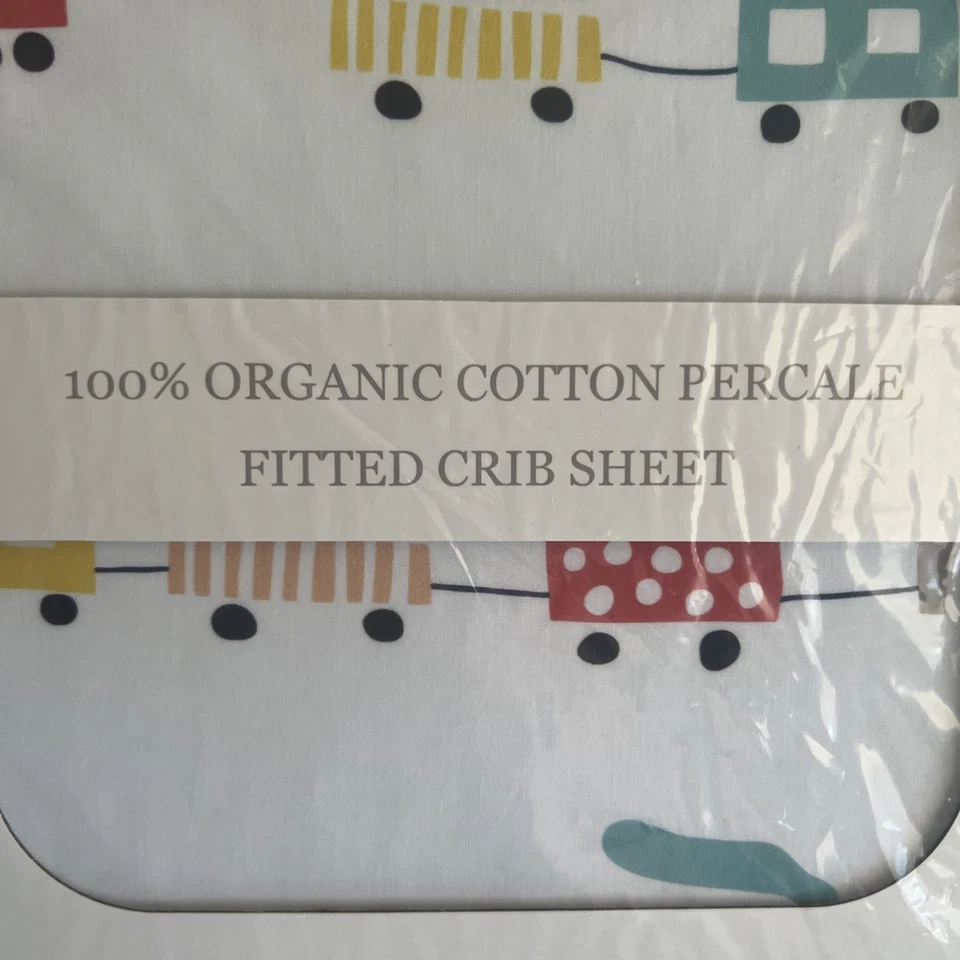 100% ORGANIC COTTON PERCALE
FITTED CRIB SHEET